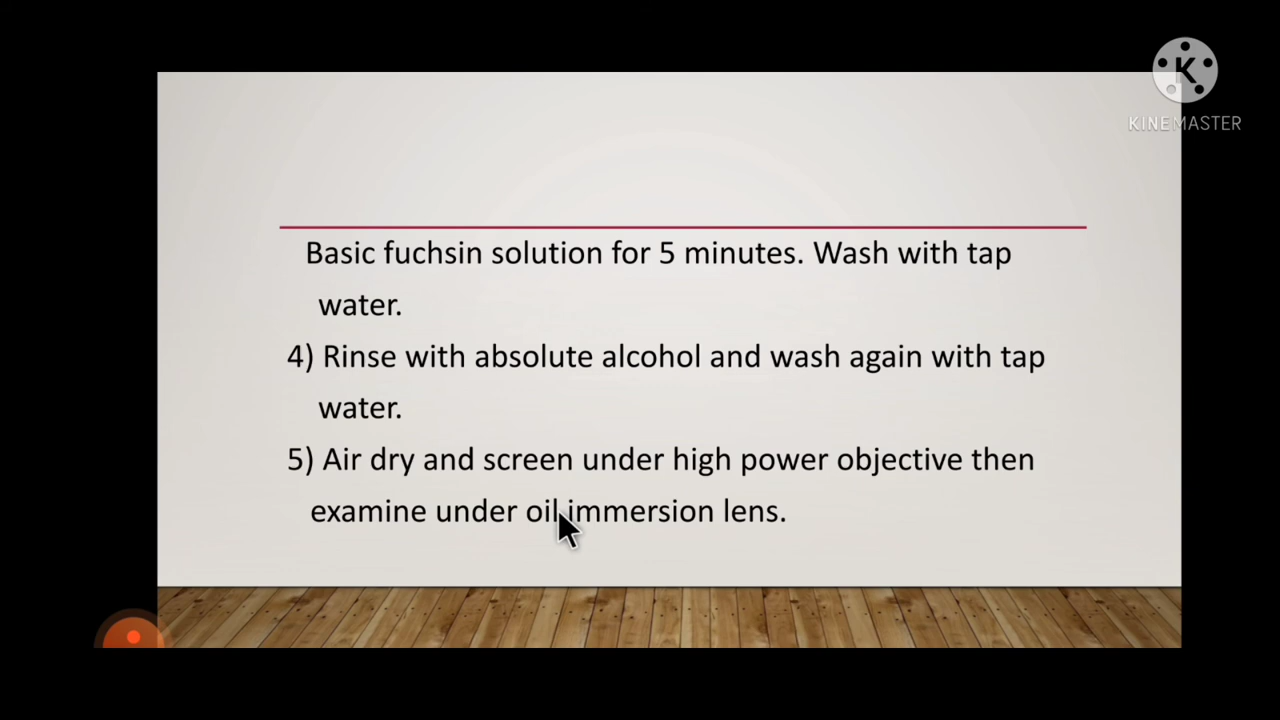 K
KINEMASTER
Basic fuchsin solution for 5 minutes. Wash with tap
water.
4) Rinse with absolute alcohol and wash again with tap
water.
5) Air dry and screen under high power objective then
examine under oil immersion lens.